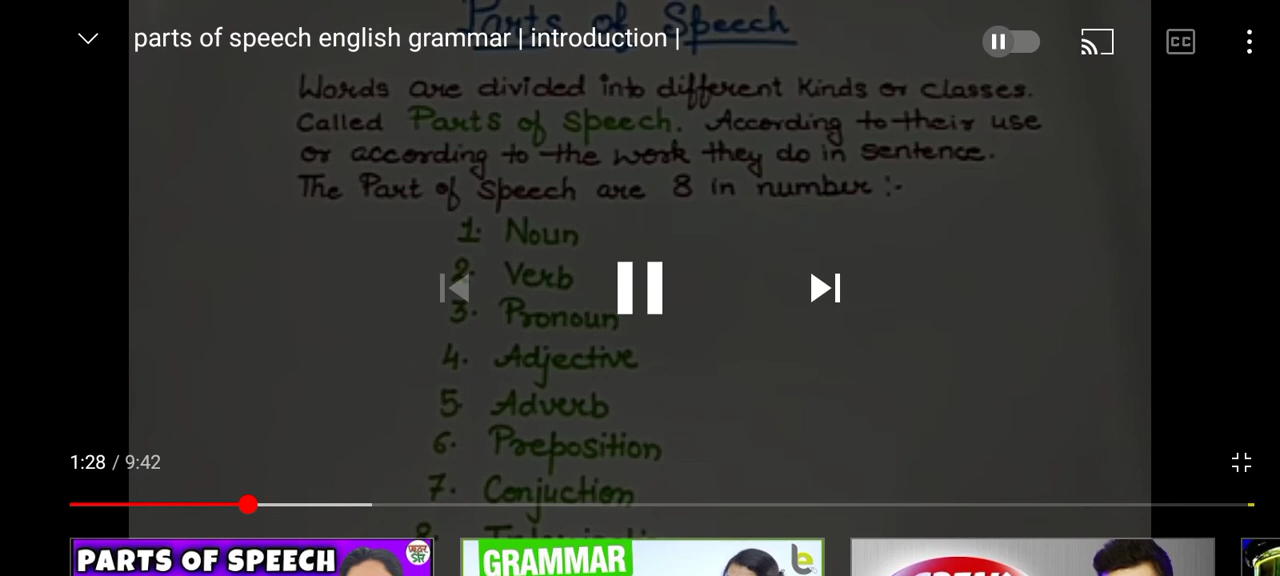 Parts of Speech
parts of speech english grammar | introduction |
CC
Words are divided into different Kinds or Classes.
Called Parts of Speech. According to their use
or according to the work they do in Sentence.
The Part of Speech are 8 in number :-
1. Noun
2. Verb
3. Pronoun
4. Adjective
5 Adverb
6. Preposition
7. Conjuction
8.
1:28 / 9:42
PARTS OF SPEECH
GRAMMAR